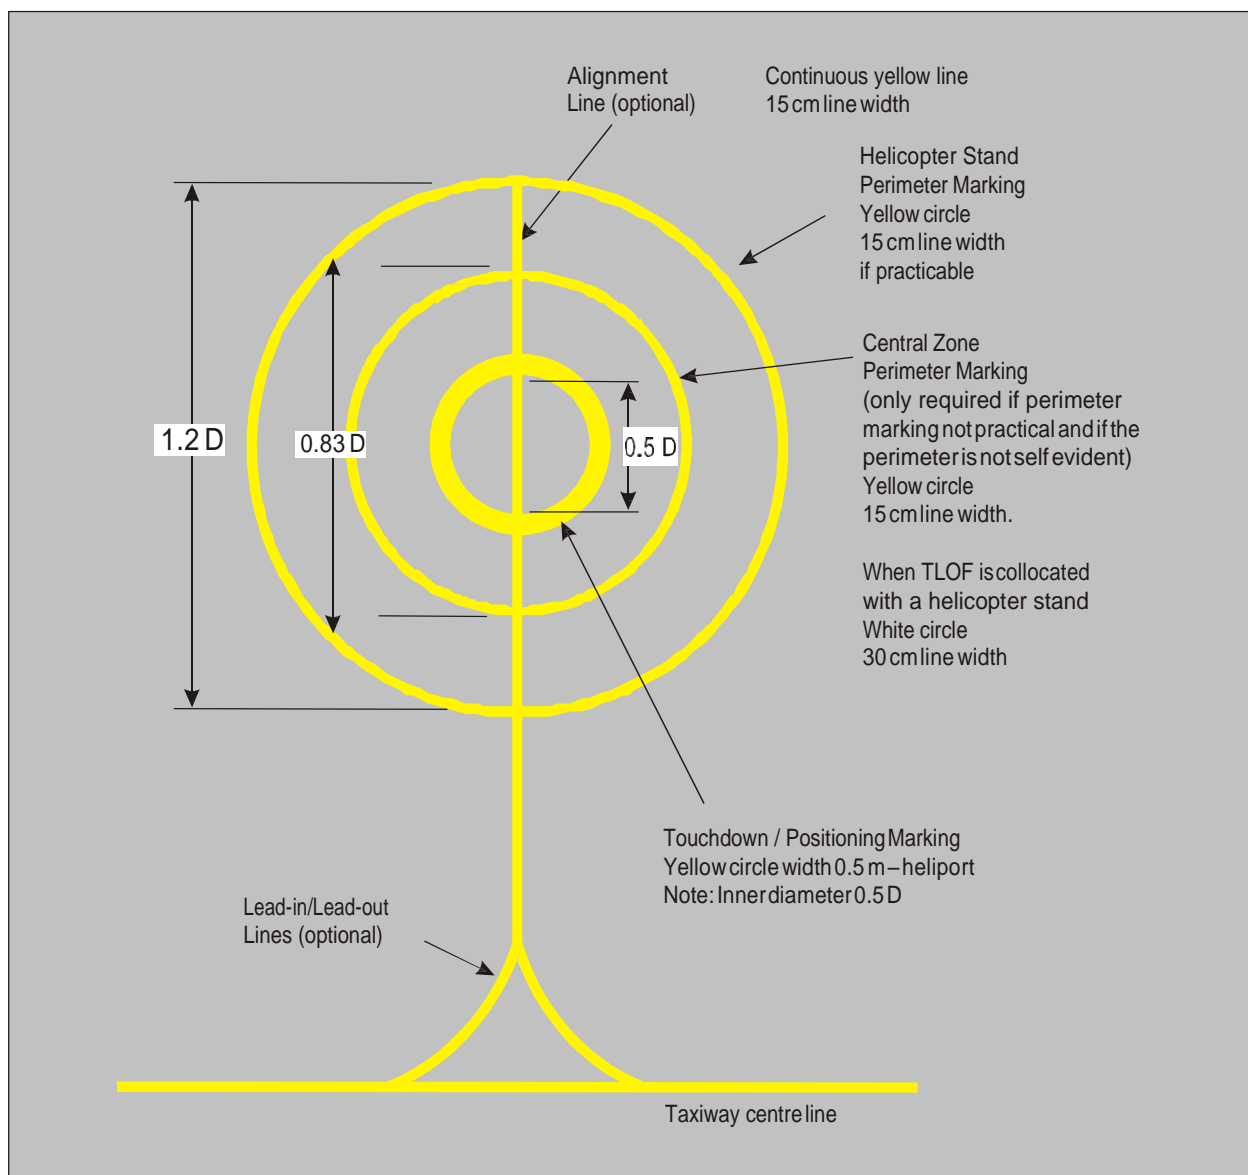 Alignment
Line (optional)
Continuous yellow line
15 cm line width
Helicopter Stand
Perimeter Marking
Yellow circle
15 cm line width
if practicable
Central Zone
Perimeter Marking
(only required if perimeter
marking not practical and if the
perimeter is not self evident)
Yellow circle
15 cm line width.
When TLOF is collocated
with a helicopter stand
White circle
30 cm line width
1.2 D
0.83 D
0.5 D
Touchdown / Positioning Marking
Yellow circle width 0.5 m – heliport
Note: Inner diameter 0.5 D
Lead-in/Lead-out
Lines (optional)
Taxiway centre line